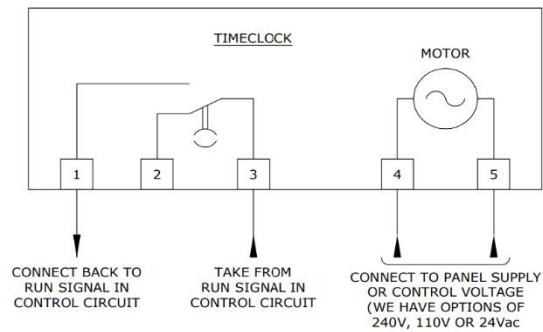 TIMECLOCK
MOTOR
1
2
3
4
5
CONNECT BACK TO
RUN SIGNAL IN
CONTROL CIRCUIT
TAKE FROM
RUN SIGNAL IN
CONTROL CIRCUIT
CONNECT TO PANEL SUPPLY
OR CONTROL VOLTAGE
(WE HAVE OPTIONS OF
240V, 110V OR 24Vac